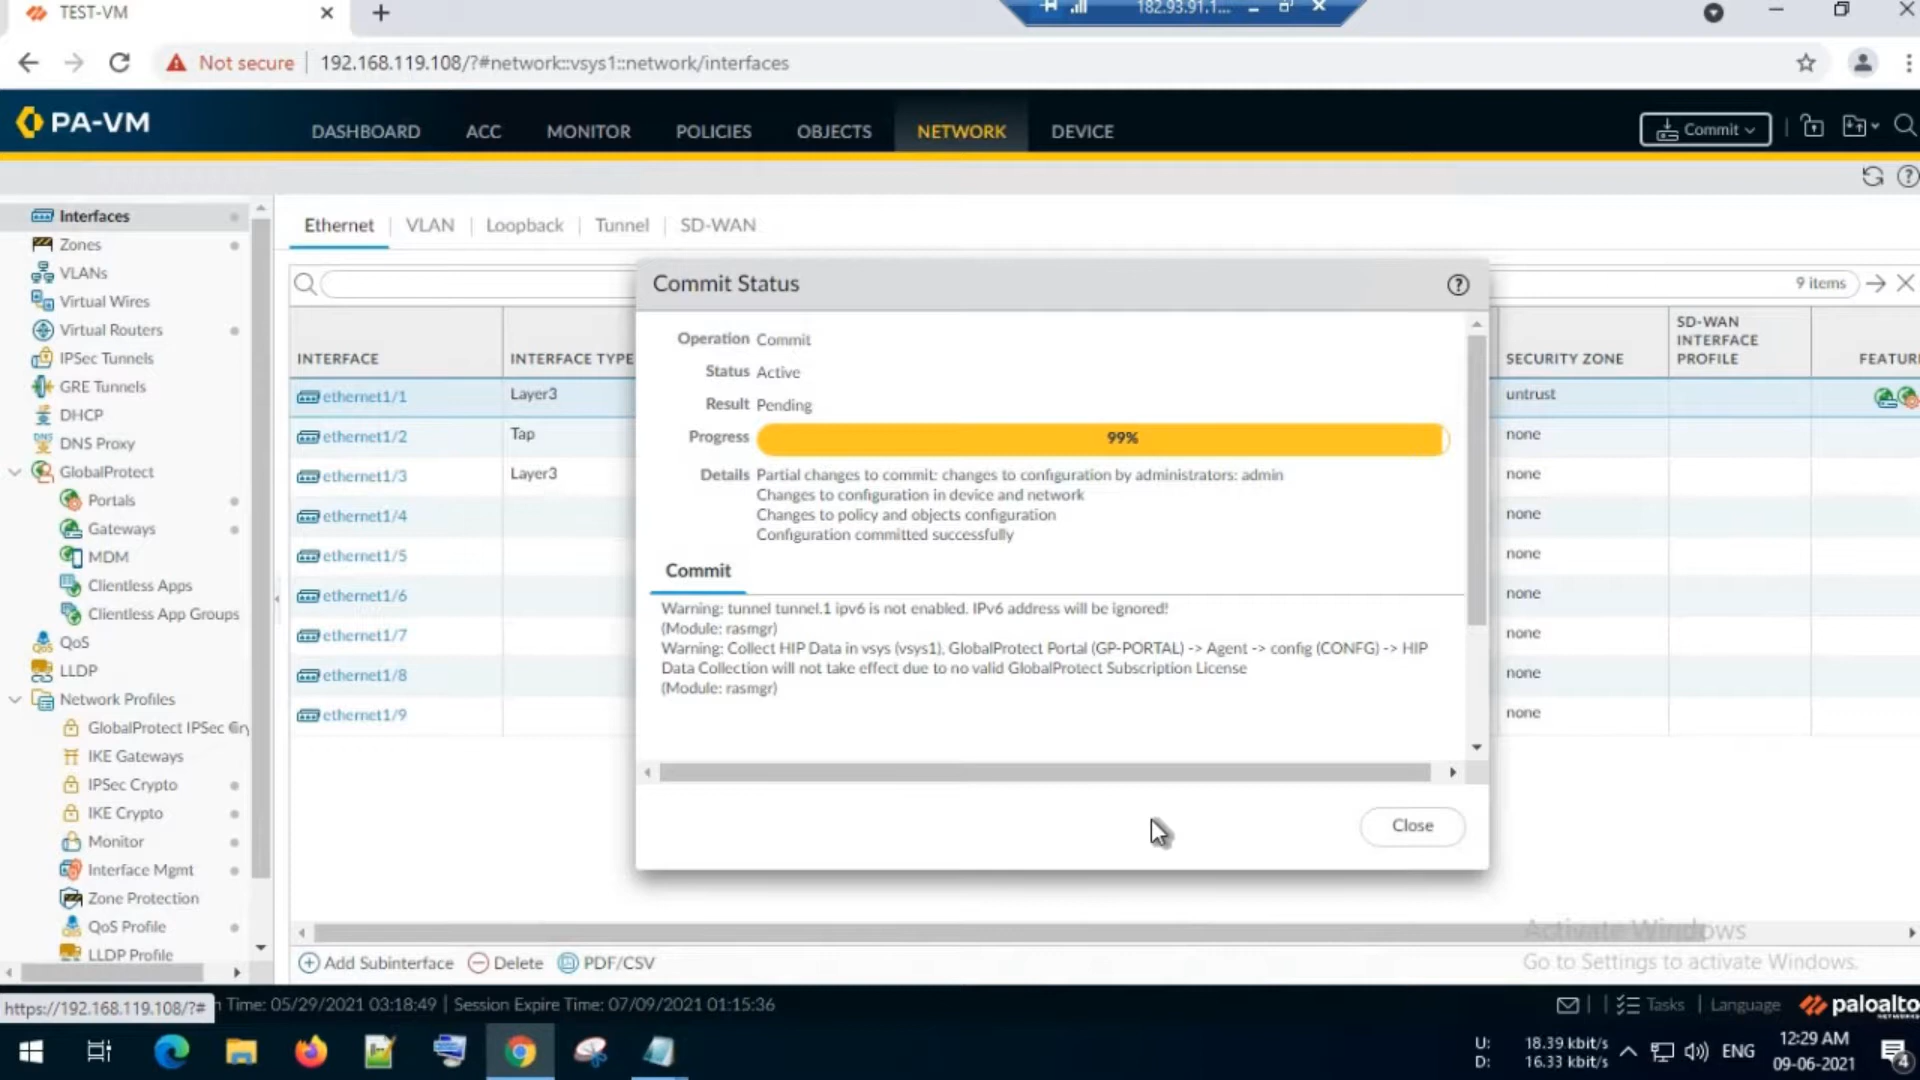 TEST-VM
182.93.91.1...
Not secure
192.168.119.108/?#network::vsys1::network/interfaces
PA-VM
DASHBOARD
ACC
MONITOR
POLICIES
OBJECTS
NETWORK
DEVICE
Commit
Interfaces
Zones
VLANs
Virtual Wires
Virtual Routers
IPSec Tunnels
GRE Tunnels
DHCP
DNS Proxy
GlobalProtect
Portals
Gateways
MDM
Clientless Apps
Clientless App Groups
QoS
LLDP
Network Profiles
GlobalProtect IPSec Cry
IKE Gateways
IPSec Crypto
IKE Crypto
Monitor
Interface Mgmt
Zone Protection
QoS Profile
LLDP Profile
Ethernet
VLAN
Loopback
Tunnel
SD-WAN
9 items
INTERFACE
INTERFACE TYPE
SECURITY ZONE
SD-WAN
INTERFACE
PROFILE
FEATUR
ethernet1/1 Layer3 untrust
ethernet1/2 Tap none
ethernet1/3 Layer3 none
ethernet1/4 none
ethernet1/5 none
ethernet1/6 none
ethernet1/7 none
ethernet1/8 none
ethernet1/9 none
Commit Status
Operation Commit
Status Active
Result Pending
Progress 99%
Details Partial changes to commit: changes to configuration by administrators: admin
Changes to configuration in device and network
Changes to policy and objects configuration
Configuration committed successfully
Commit
Warning: tunnel tunnel.1 ipv6 is not enabled. IPv6 address will be ignored!
(Module: rasmgr)
Warning: Collect HIP Data in vsys (vsys1), GlobalProtect Portal (GP-PORTAL) -> Agent -> config (CONFG) -> HIP
Data Collection will not take effect due to no valid GlobalProtect Subscription License
(Module: rasmgr)
Close
Activate Windows
Go to Settings to activate Windows.
Add Subinterface
Delete
PDF/CSV
https://192.168.119.108/?#
Time: 05/29/2021 03:18:49 | Session Expire Time: 07/09/2021 01:15:36
Tasks
Language
paloalto
NETWORKS
U: 18.39 kbit/s
D: 16.33 kbit/s
ENG
12:29 AM
09-06-2021
4